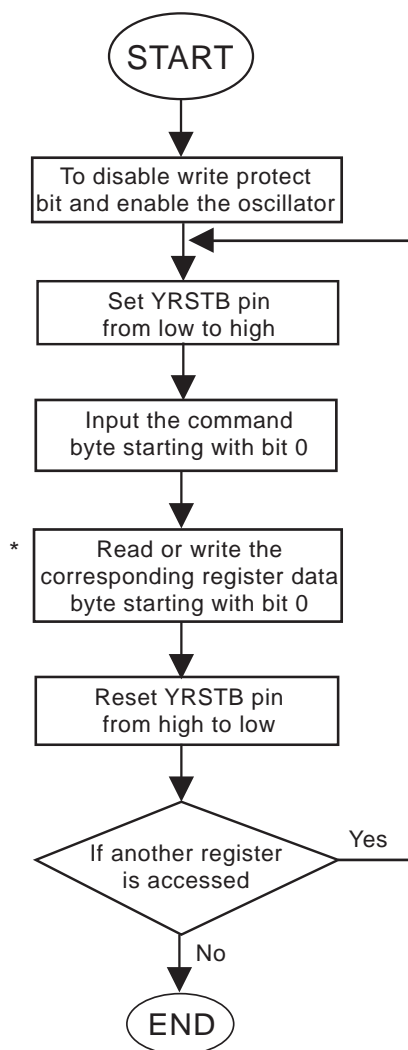 START
To disable write protect
bit and enable the oscillator
Set YRSTB pin
from low to high
Input the command
byte starting with bit 0
*
Read or write the
corresponding register data
byte starting with bit 0
Reset YRSTB pin
from high to low
If another register
is accessed
Yes
No
END